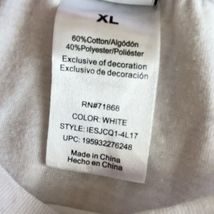 XL
60%Cotton/Algodón
40%Polyester/Poliéster
Exclusive of decoration
Exclusivo de decoración
RN#71868
COLOR: WHITE
STYLE: IESJCQ1-4L17
UPC: 195932276248
Made in China
Hecho en China